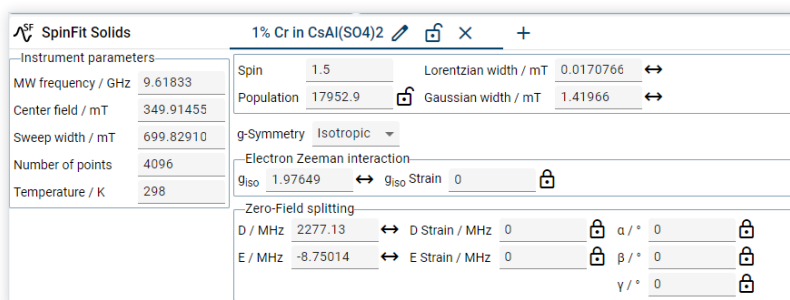 SF SpinFit Solids 1% Cr in CsAl(SO4)2 × +
Instrument parameters
MW frequency / GHz 9.61833
Center field / mT 349.91455
Sweep width / mT 699.82910
Number of points 4096
Temperature / K 298
Spin 1.5 Lorentzian width / mT 0.0170766
Population 17952.9 Gaussian width / mT 1.41966
g-Symmetry Isotropic
Electron Zeeman interaction
giso 1.97649 giso Strain 0
Zero-Field splitting
D / MHz 2277.13 D Strain / MHz 0 α / ° 0
E / MHz -8.75014 E Strain / MHz 0 β / ° 0
γ / ° 0